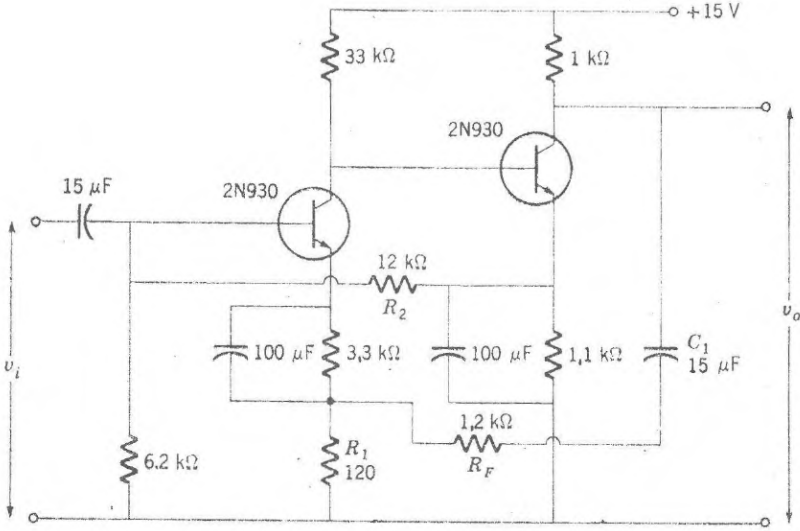 +15 V
33 kΩ
1 kΩ
2N930
15 μF
2N930
12 kΩ
R₂
100 μF
3,3 kΩ
100 μF
1,1 kΩ
C₁
15 μF
vᵢ
vₒ
1,2 kΩ
R_F
6.2 kΩ
R₁
120